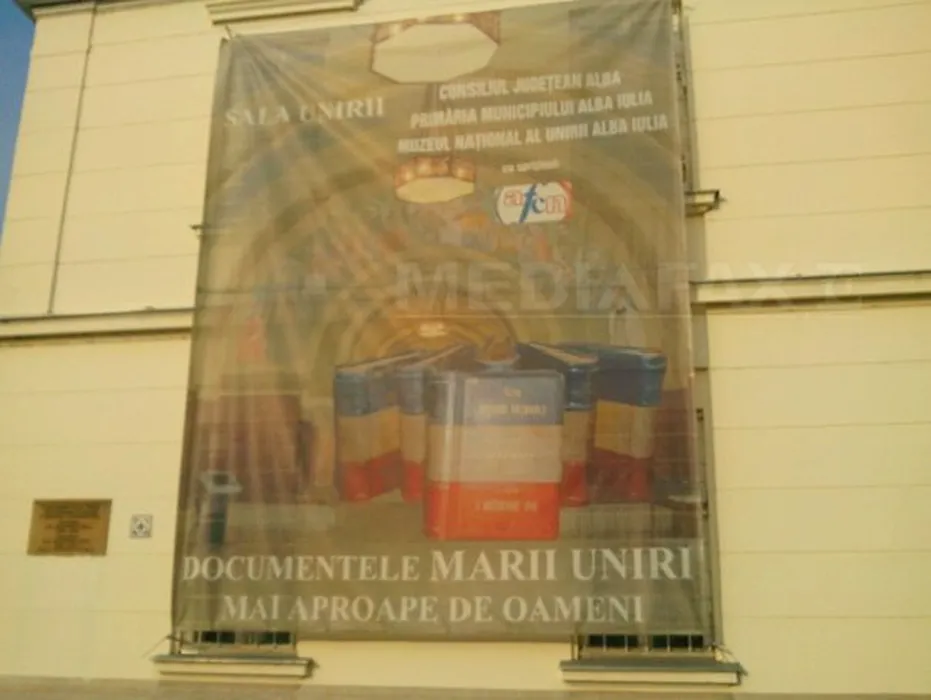 SALA UNIRII
CONSILIUL JUDEȚEAN ALBA
PRIMĂRIA MUNICIPIULUI ALBA IULIA
MUZEUL NAȚIONAL AL UNIRII ALBA IULIA
afcn
MEDIAFAX
DOCUMENTELE MARII UNIRI
MAI APROAPE DE OAMENI